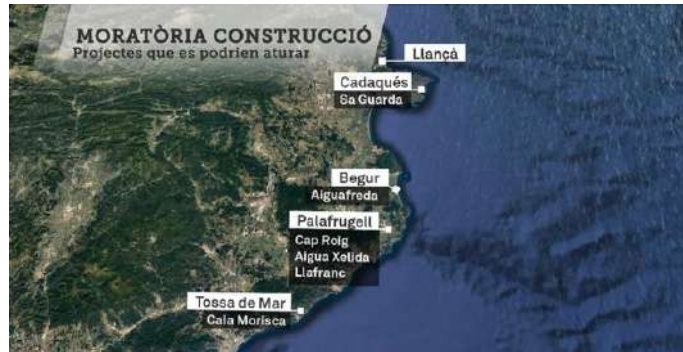 MORATÒRIA CONSTRUCCIÓ
Projectes que es podrien aturar
Llançà
Cadaqués
Sa Guarda
Begur
Aiguafreda
Palafrugell
Cap Roig
Aigua Xelida
Llafranc
Tossa de Mar
Cala Morisca